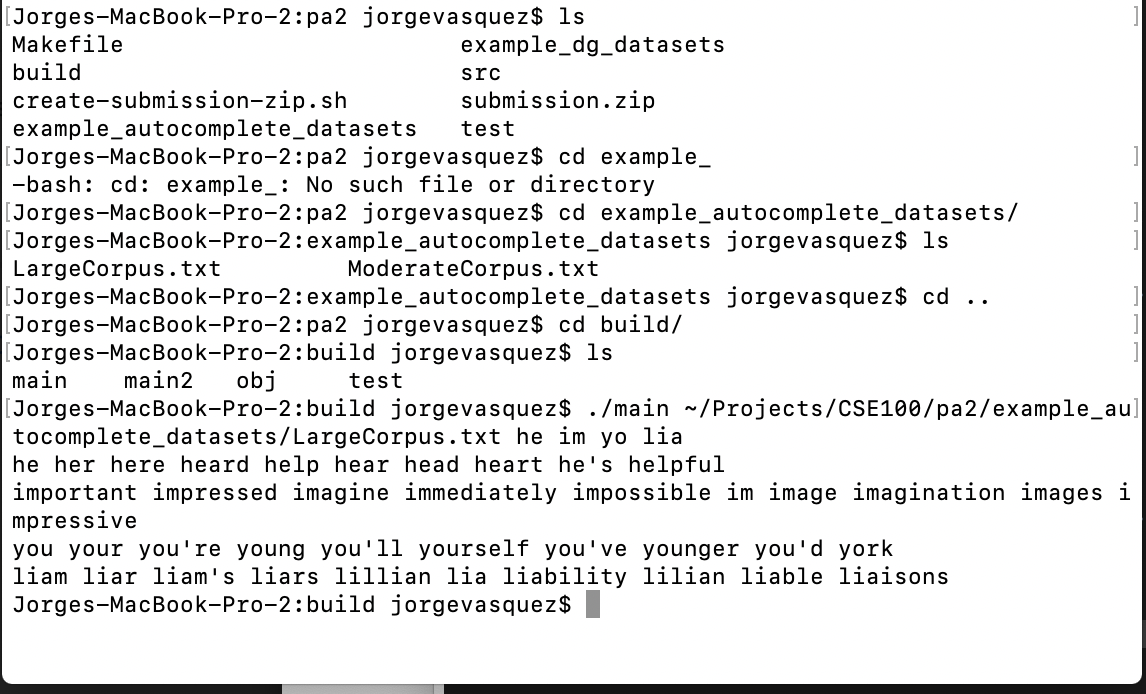 [Jorges-MacBook-Pro-2:pa2 jorgevasquez$ ls ]
Makefile example_dg_datasets
build src
create-submission-zip.sh submission.zip
example_autocomplete_datasets test
[Jorges-MacBook-Pro-2:pa2 jorgevasquez$ cd example_ ]
-bash: cd: example_: No such file or directory
[Jorges-MacBook-Pro-2:pa2 jorgevasquez$ cd example_autocomplete_datasets/ ]
[Jorges-MacBook-Pro-2:example_autocomplete_datasets jorgevasquez$ ls ]
LargeCorpus.txt ModerateCorpus.txt
[Jorges-MacBook-Pro-2:example_autocomplete_datasets jorgevasquez$ cd .. ]
[Jorges-MacBook-Pro-2:pa2 jorgevasquez$ cd build/ ]
[Jorges-MacBook-Pro-2:build jorgevasquez$ ls ]
main main2 obj test
[Jorges-MacBook-Pro-2:build jorgevasquez$ ./main ~/Projects/CSE100/pa2/example_au]
tocomplete_datasets/LargeCorpus.txt he im yo lia
he her here heard help hear head heart he's helpful
important impressed imagine immediately impossible im image imagination images i
mpressive
you your you're young you'll yourself you've younger you'd york
liam liar liam's liars lillian lia liability lilian liable liaisons
Jorges-MacBook-Pro-2:build jorgevasquez$